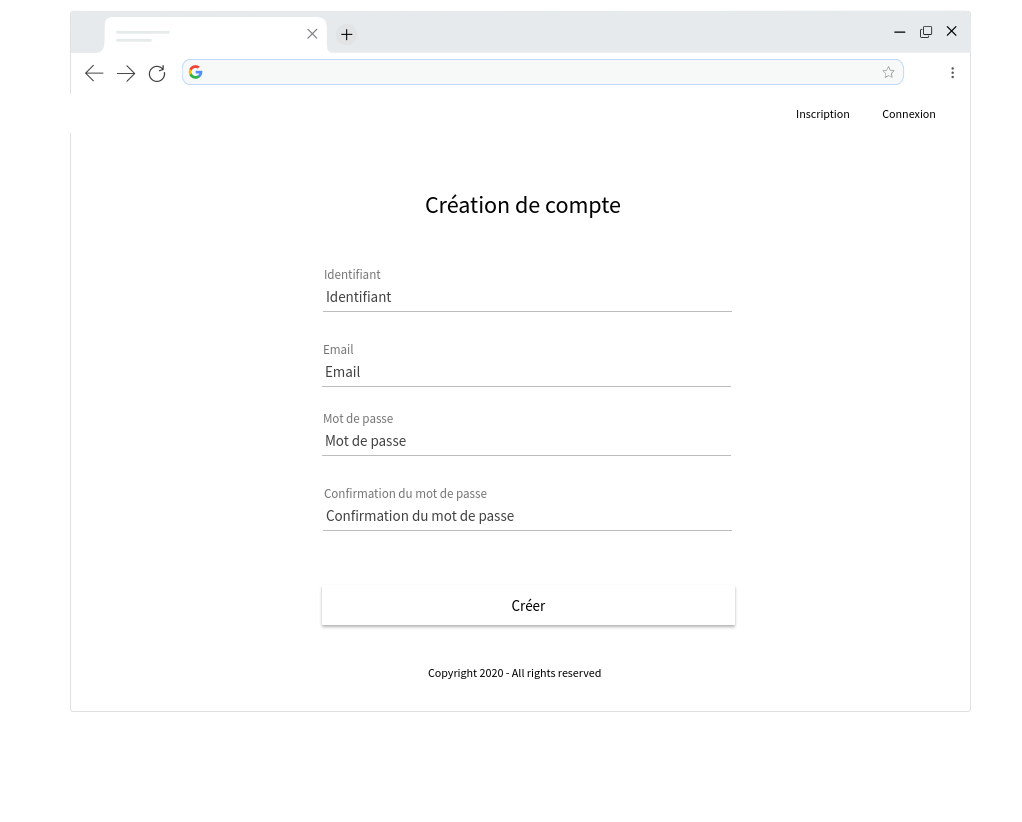 Inscription Connexion
Création de compte
Identifiant
Identifiant
Email
Email
Mot de passe
Mot de passe
Confirmation du mot de passe
Confirmation du mot de passe
Créer
Copyright 2020 - All rights reserved